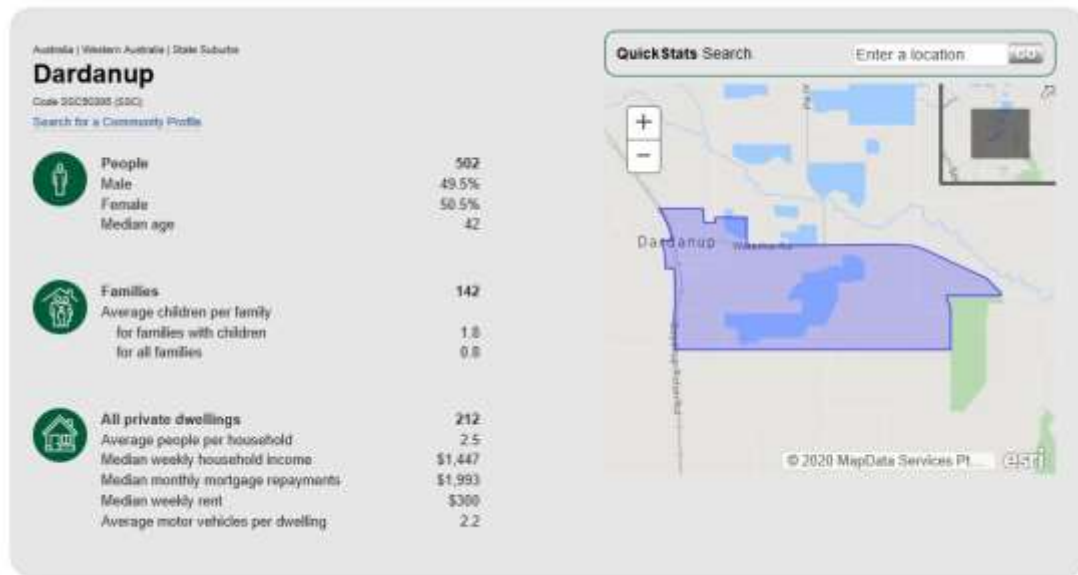 Australia | Western Australia | State Suburbs
Dardanup
Search for a Community Profile
People 502
Male 49.5%
Female 50.5%
Median age 42
Families 142
Average children per family
for families with children 1.8
for all families 0.8
All private dwellings 212
Average people per household 2.5
Median weekly household income $1,447
Median monthly mortgage repayments $1,993
Median weekly rent $300
Average motor vehicles per dwelling 2.2
QuickStats Search Enter a location GO
+
−
Dardanup
© 2020 MapData Services Pt... esri